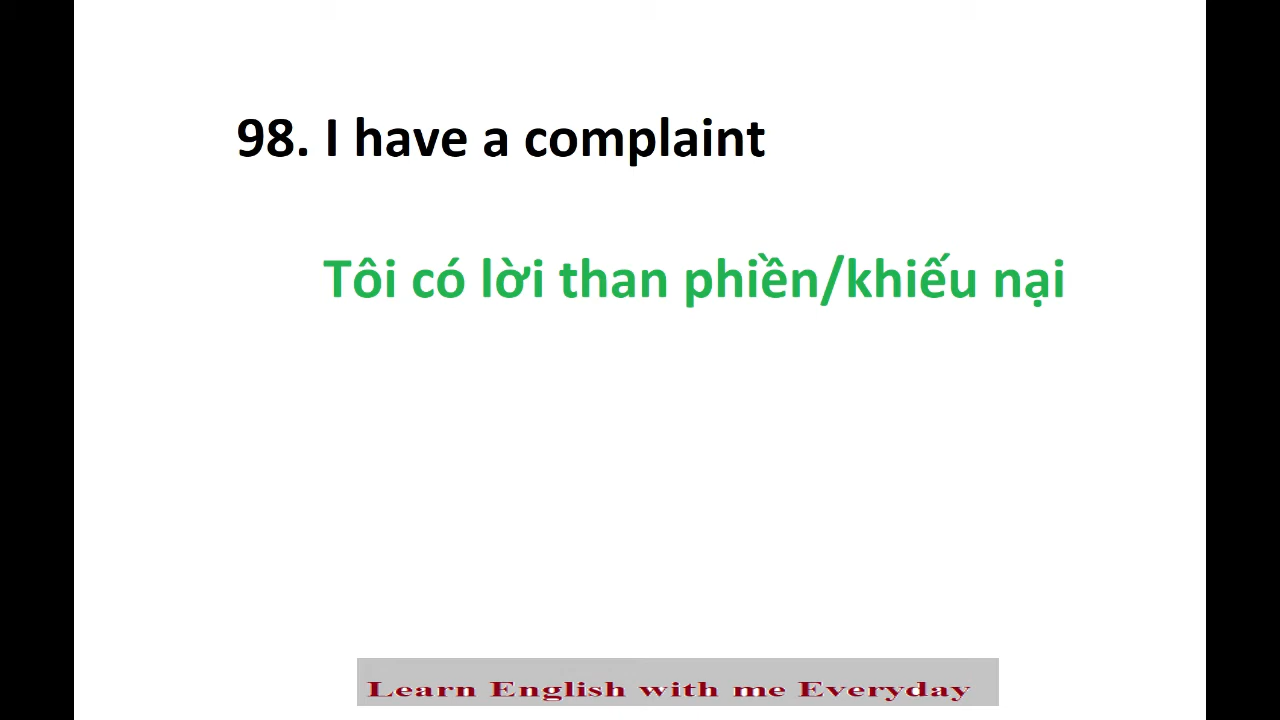 98. I have a complaint
Tôi có lời than phiền/khiếu nại
Learn English with me Everyday